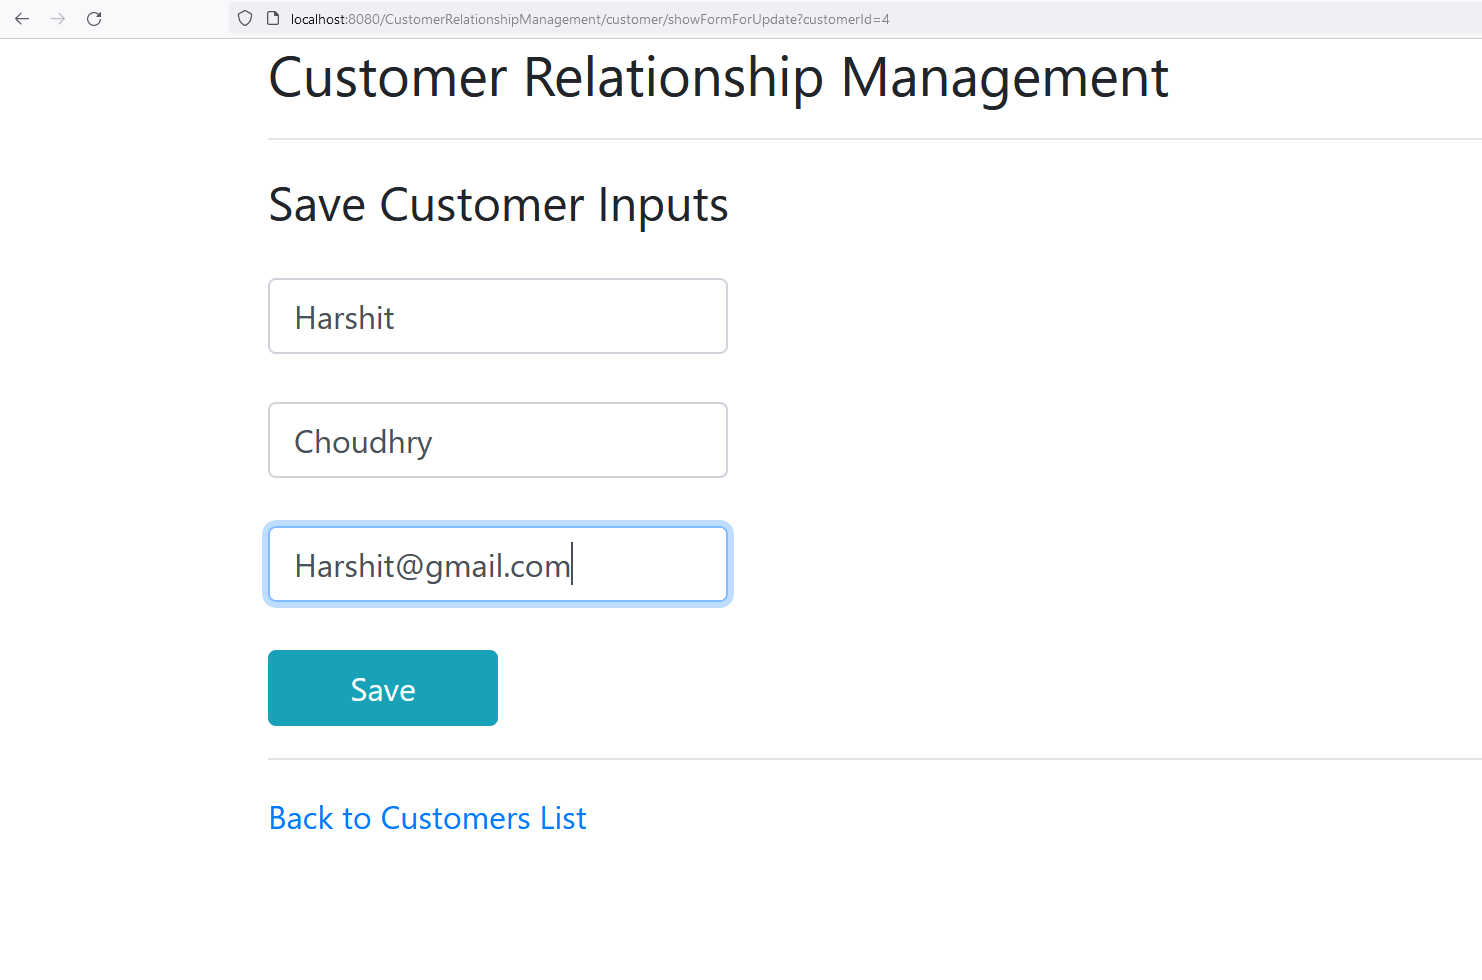 localhost:8080/CustomerRelationshipManagement/customer/showFormForUpdate?customerId=4
Customer Relationship Management
Save Customer Inputs
Harshit
Choudhry
Harshit@gmail.com
Save
Back to Customers List